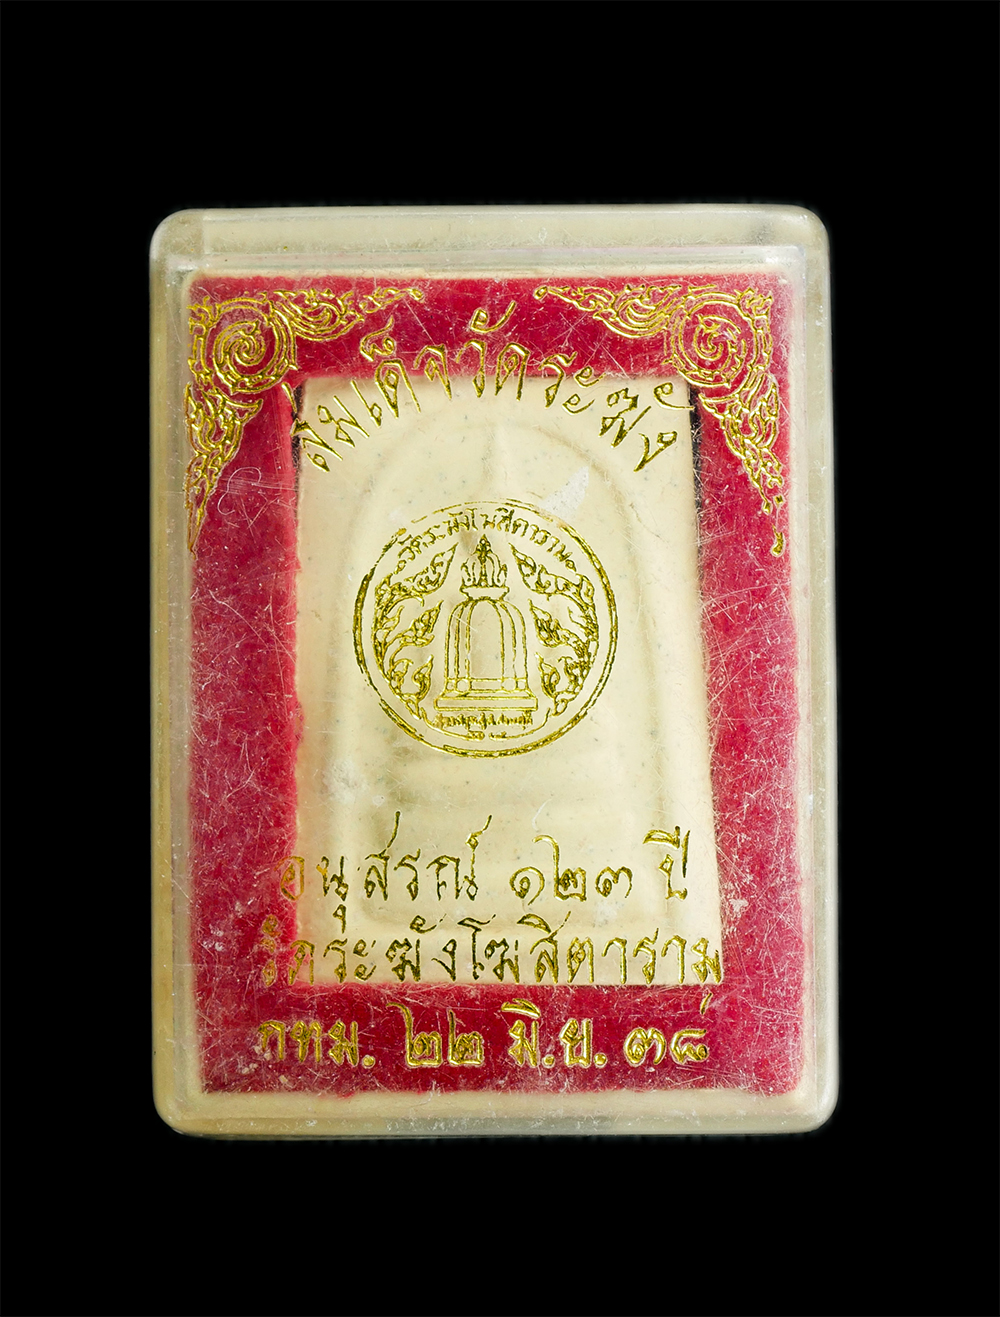 สมเด็จวัดระฆัง
วัดระฆังโฆสิตาราม
อนุสรณ์ ๑๒๓ ปี
วัดระฆังโฆสิตาราม
กทม. ๒๒ มิ.ย. ๓๘